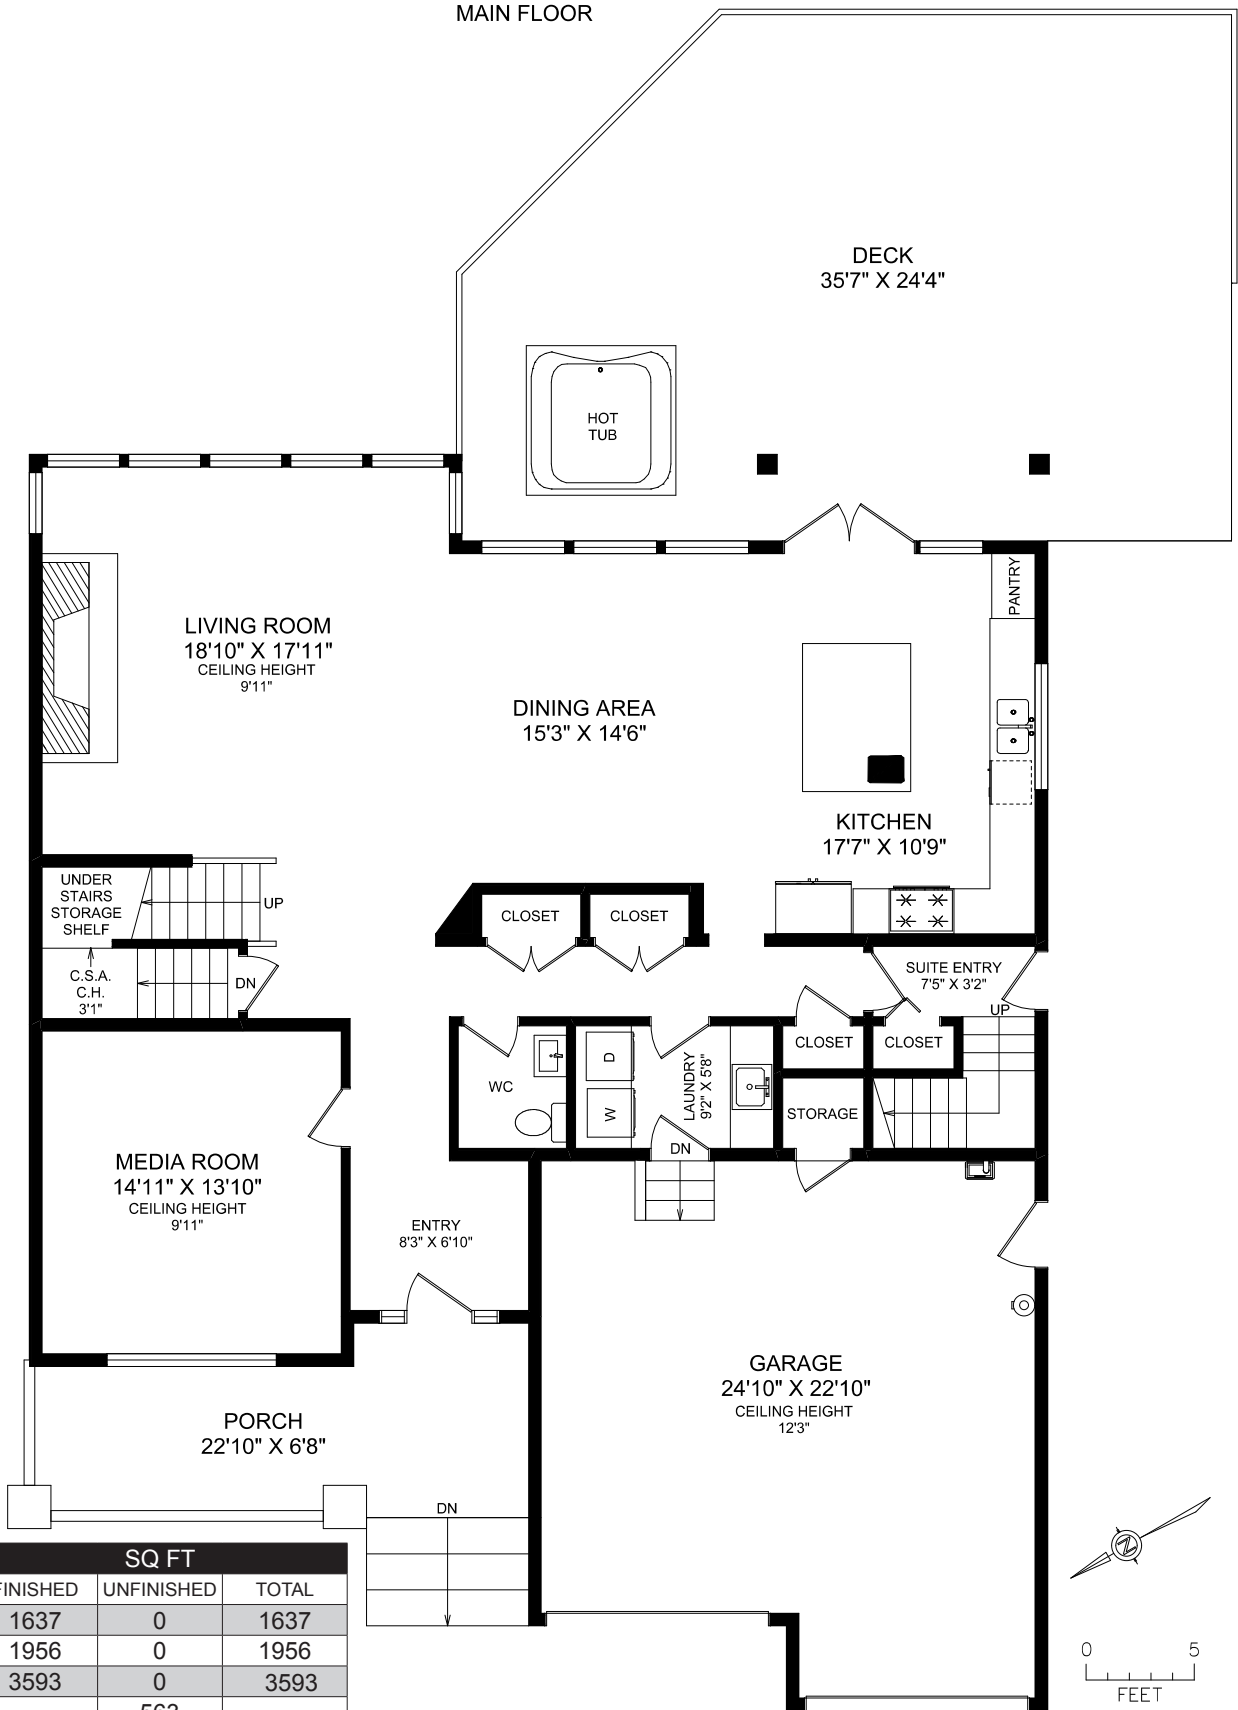 MAIN FLOOR
DECK
35'7" X 24'4"
HOT
TUB
PANTRY
LIVING ROOM
18'10" X 17'11"
CEILING HEIGHT
9'11"
DINING AREA
15'3" X 14'6"
KITCHEN
17'7" X 10'9"
UNDER
STAIRS
STORAGE
SHELF
UP
CLOSET
CLOSET
C.S.A.
C.H.
3'1"
DN
SUITE ENTRY
7'5" X 3'2"
UP
CLOSET
CLOSET
WC
D
W
LAUNDRY
9'2" X 5'8"
DN
STORAGE
MEDIA ROOM
14'11" X 13'10"
CEILING HEIGHT
9'11"
ENTRY
8'3" X 6'10"
GARAGE
24'10" X 22'10"
CEILING HEIGHT
12'3"
PORCH
22'10" X 6'8"
DN
N
SQ FT
FINISHED UNFINISHED TOTAL
1637 0 1637
1956 0 1956
3593 0 3593
0 5
FEET